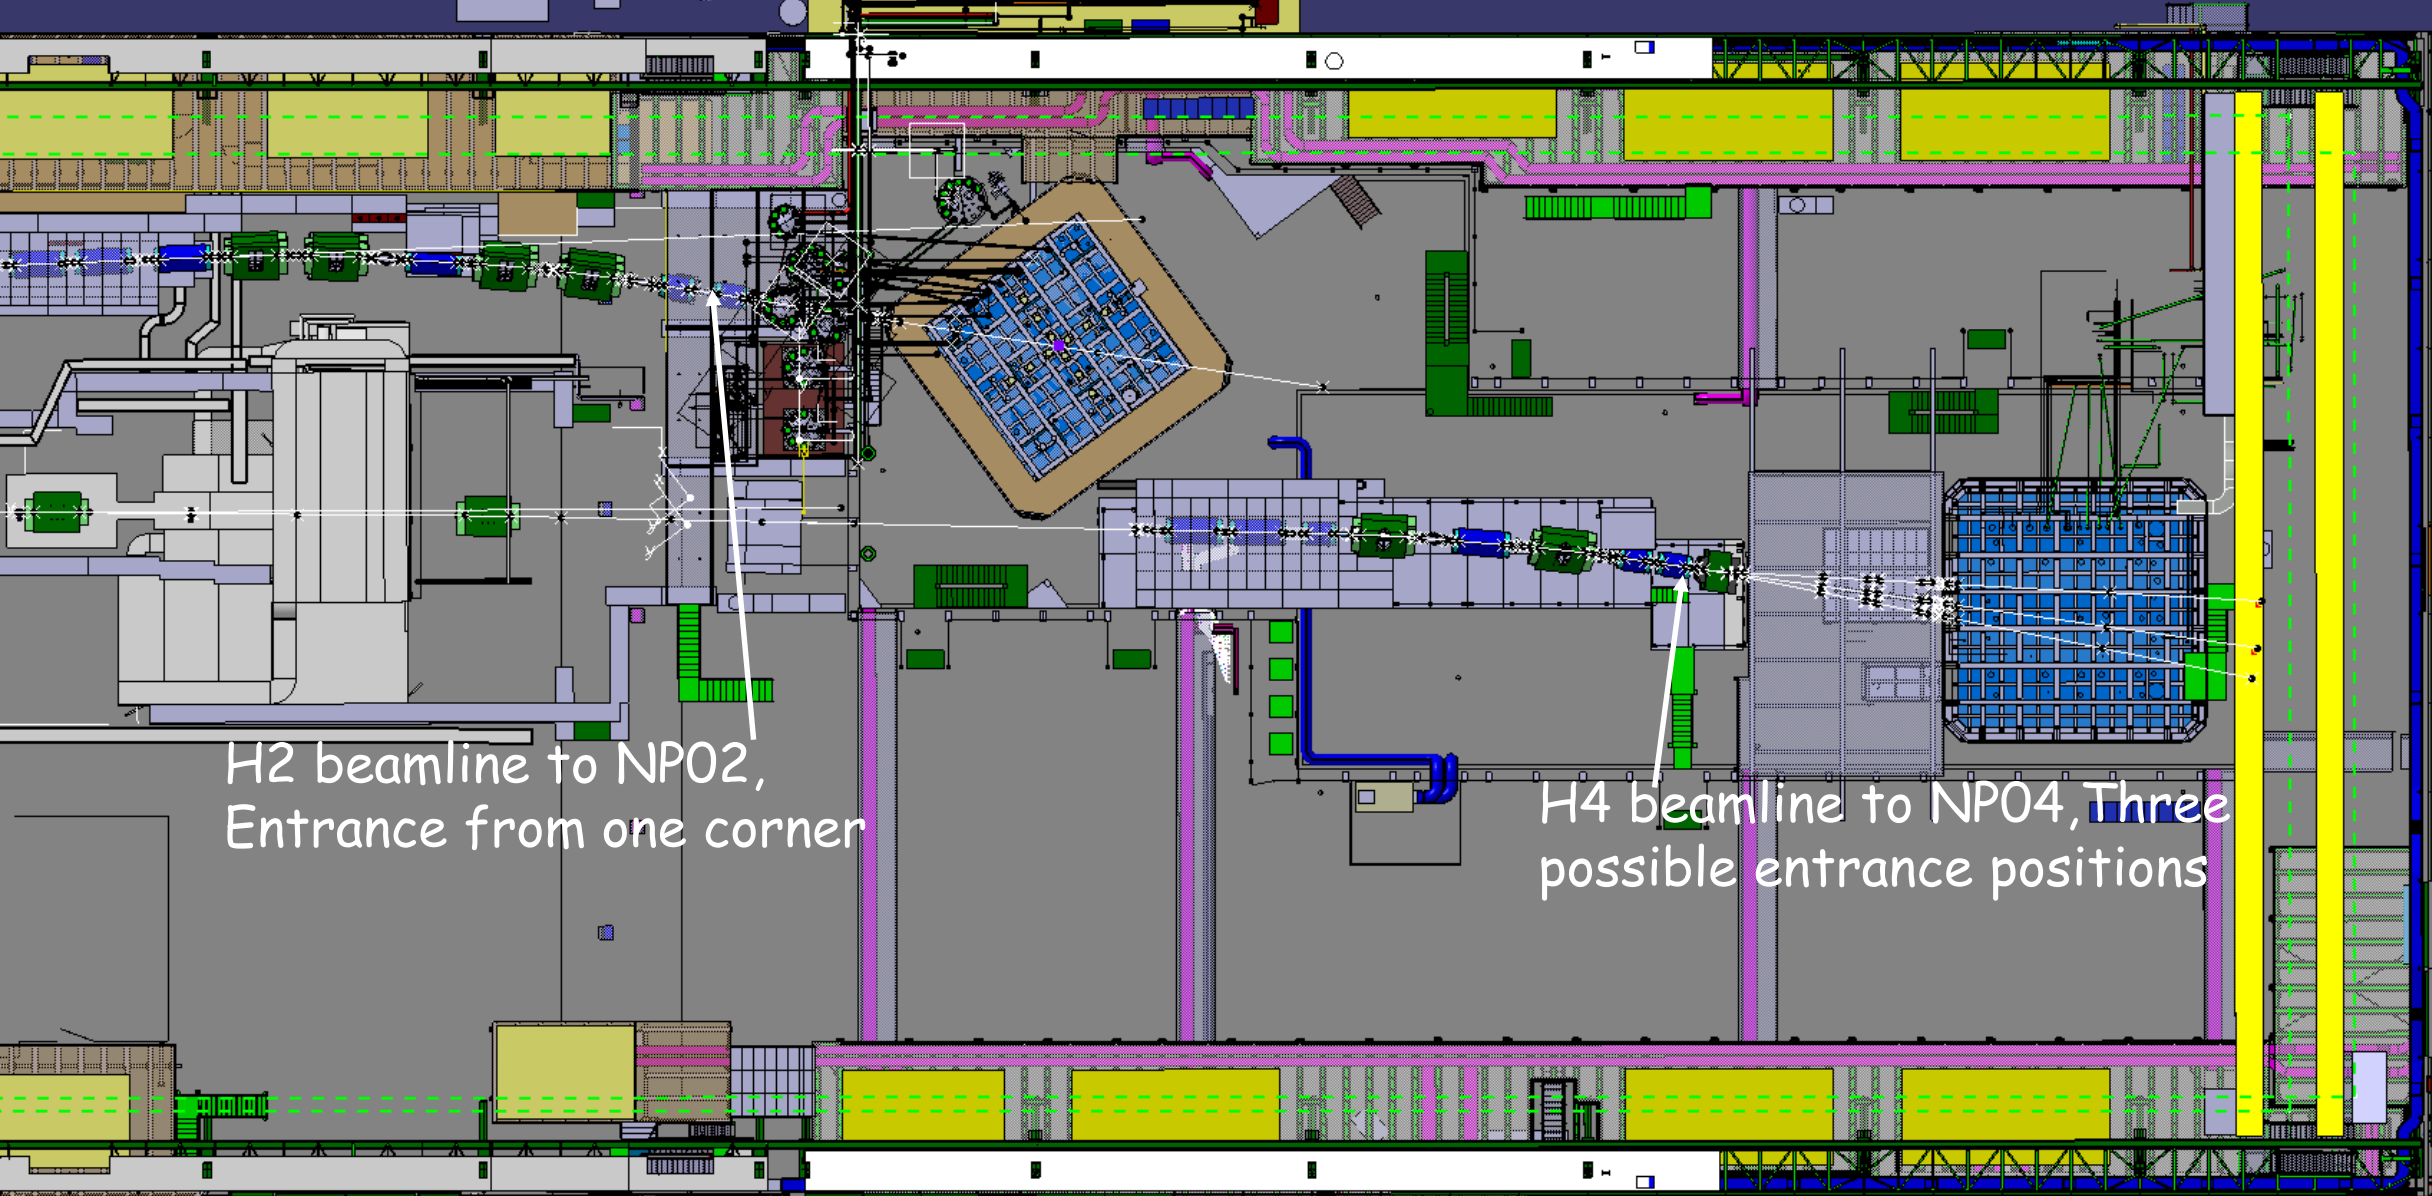 H2 beamline to NP02,
Entrance from one corner
H4 beamline to NP04,Three
possible entrance positions